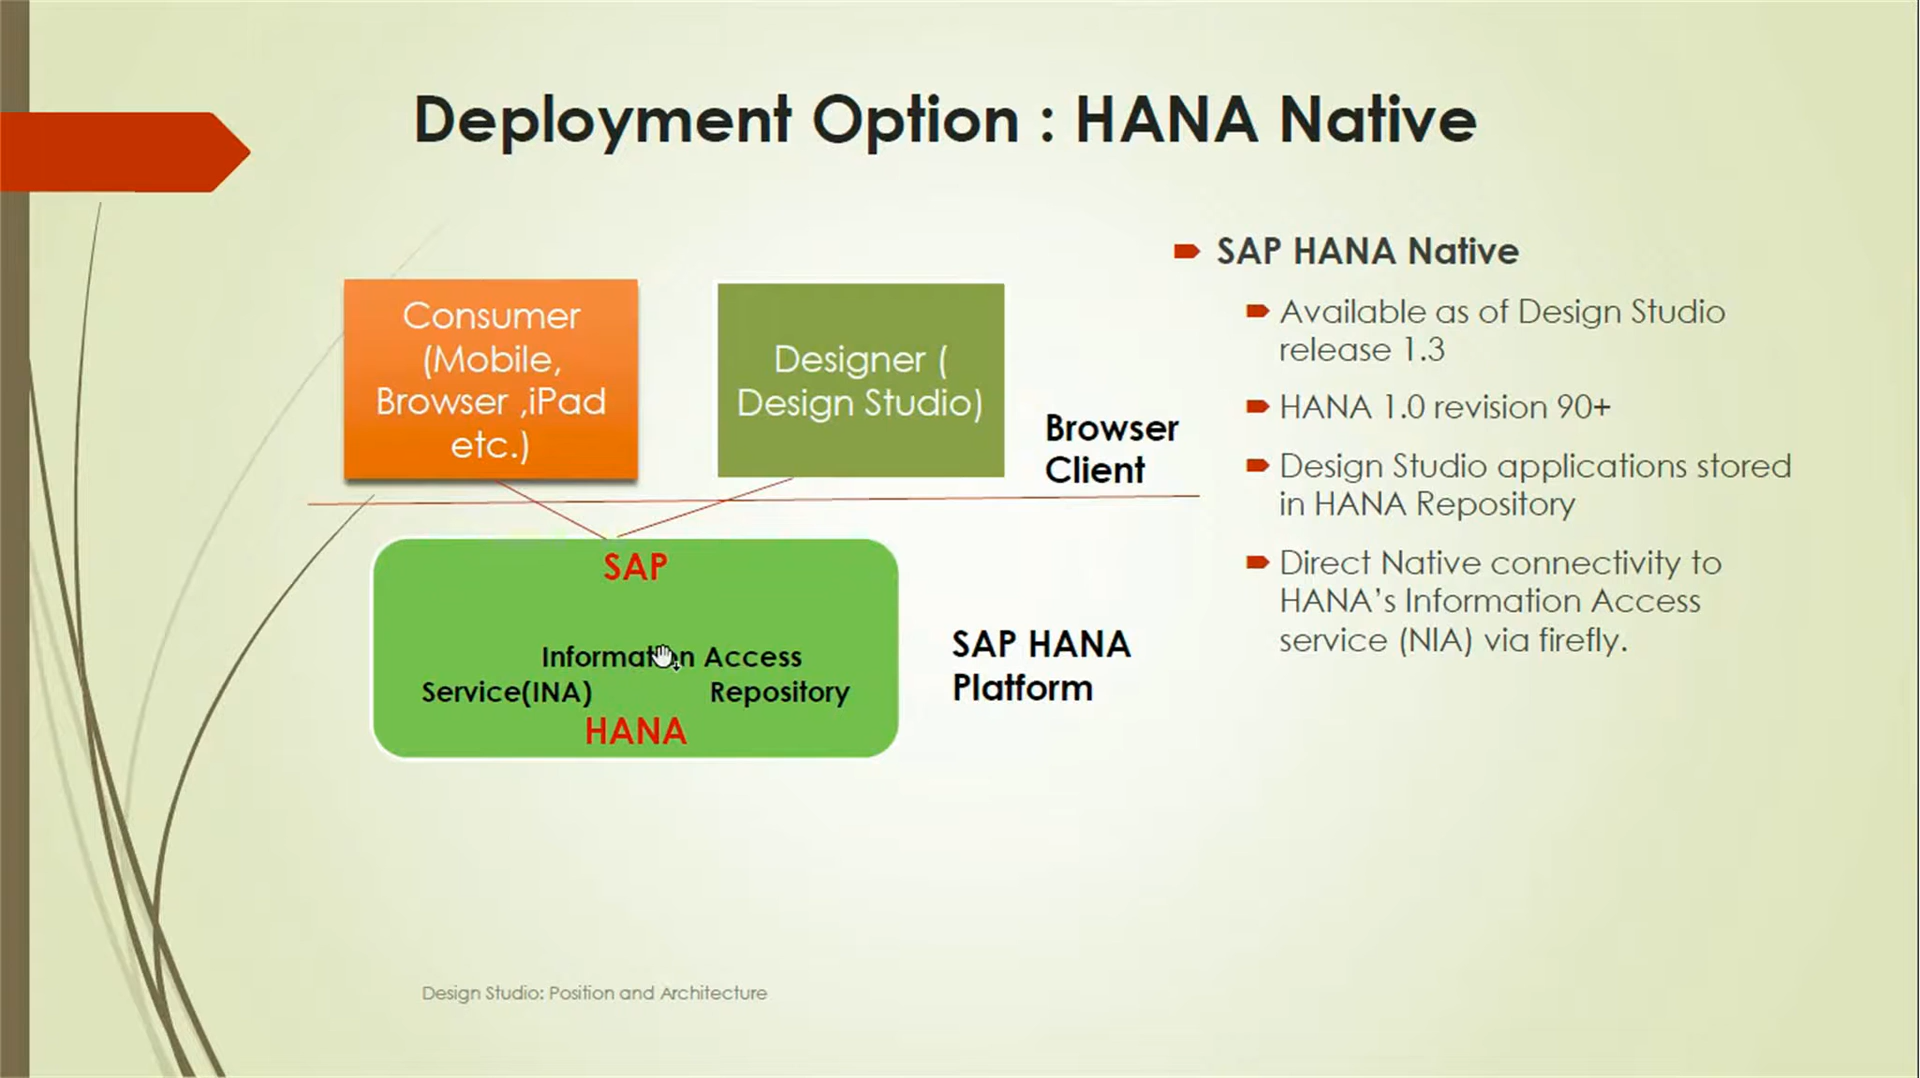 Deployment Option : HANA Native
Consumer
(Mobile,
Browser ,iPad
etc.)
Designer (
Design Studio)
Browser
Client
SAP
Information Access
Service(INA) Repository
HANA
SAP HANA
Platform
SAP HANA Native
Available as of Design Studio
release 1.3
HANA 1.0 revision 90+
Design Studio applications stored
in HANA Repository
Direct Native connectivity to
HANA’s Information Access
service (NIA) via firefly.
Design Studio: Position and Architecture